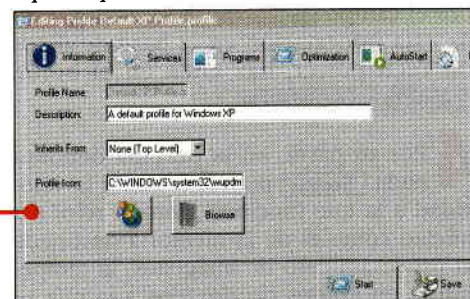 Editing Profile Default XP Profile.profile
Information Services Programs Optimization AutoStart
Profile Name:
Description: A default profile for Windows XP
Inherits From: None (Top Level)
Profile Icon: C:\WINDOWS\system32\wupdm
Browse
Start Save